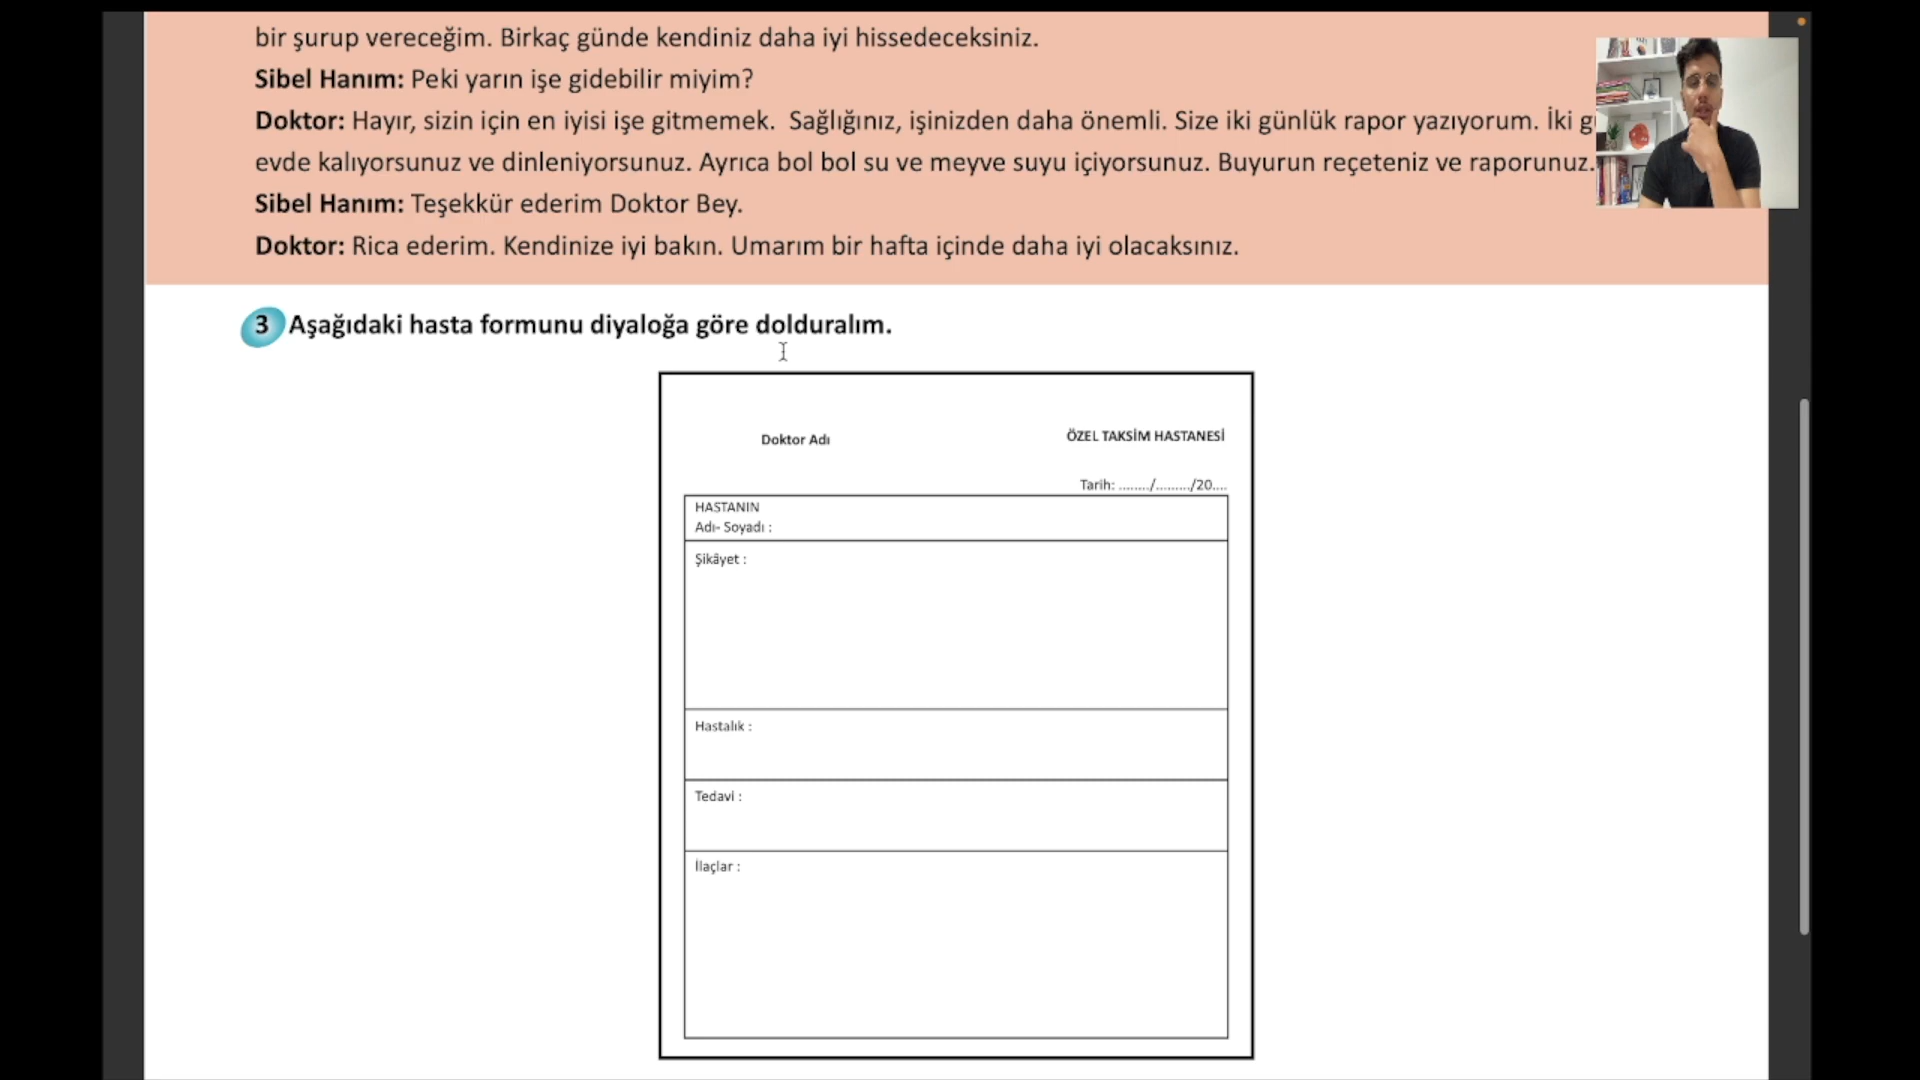 bir şurup vereceğim. Birkaç günde kendiniz daha iyi hissedeceksiniz.
Sibel Hanım: Peki yarın işe gidebilir miyim?
Doktor: Hayır, sizin için en iyisi işe gitmemek. Sağlığınız, işinizden daha önemli. Size iki günlük rapor yazıyorum. İki
evde kalıyorsunuz ve dinleniyorsunuz. Ayrıca bol bol su ve meyve suyu içiyorsunuz. Buyurun reçeteniz ve raporunuz.
Sibel Hanım: Teşekkür ederim Doktor Bey.
Doktor: Rica ederim. Kendinize iyi bakın. Umarım bir hafta içinde daha iyi olacaksınız.
3 Aşağıdaki hasta formunu diyaloğa göre dolduralım.
Doktor Adı
ÖZEL TAKSİM HASTANESİ
Tarih: ......../........./20....
HASTANIN
Adı- Soyadı :
Şikâyet :
Hastalık :
Tedavi :
İlaçlar :